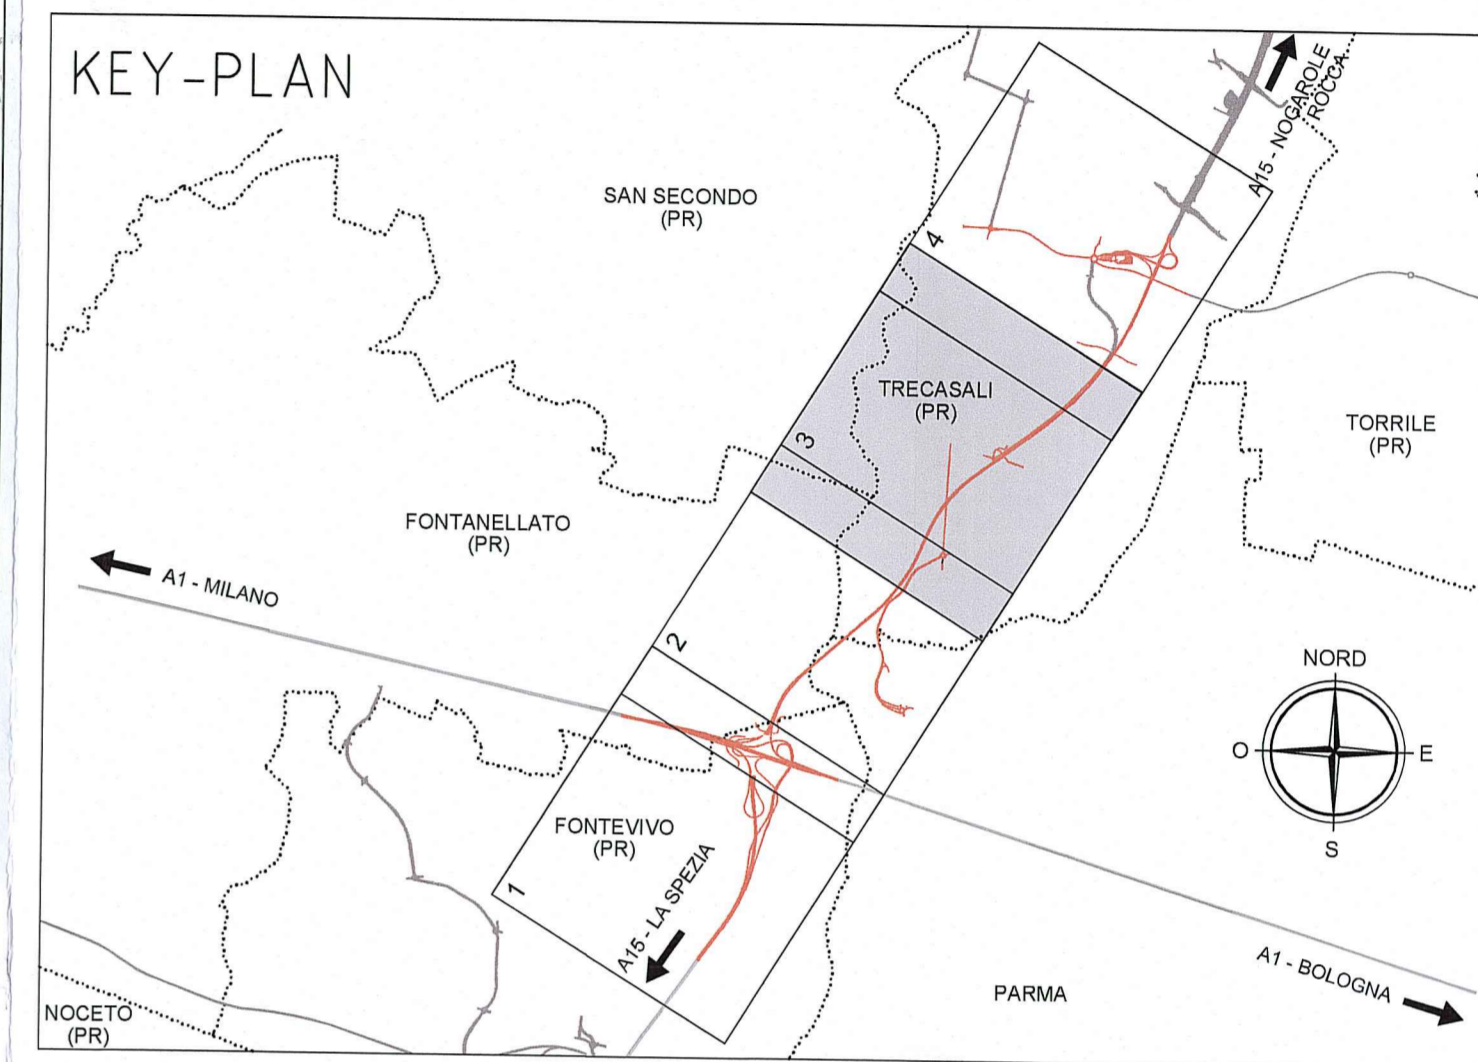 KEY-PLAN
A15 - NOGAROLE
ROCCA
SAN SECONDO
(PR)
4
TRECASALI
(PR)
TORRILE
(PR)
3
FONTANELLATO
(PR)
A1 - MILANO
2
NORD
O
E
S
FONTEVIVO
(PR)
1
A15 - LA SPEZIA
A1 - BOLOGNA
PARMA
NOCETO
(PR)